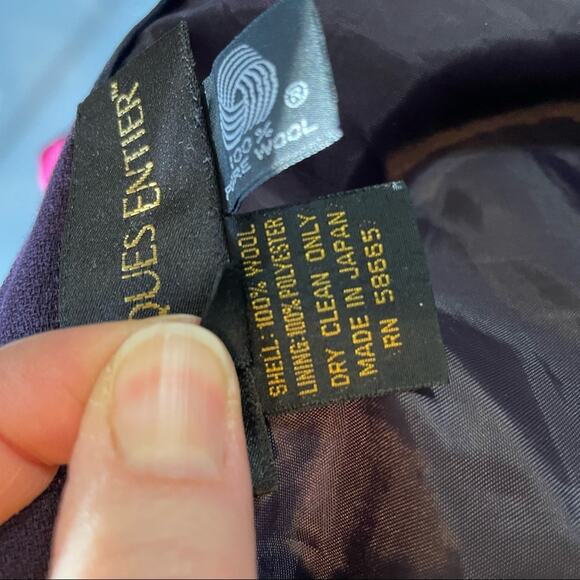 QUES ENTIER™
100%
PURE WOOL
®
SHELL: 100% WOOL
LINING: 100% POLYESTER
DRY CLEAN ONLY
MADE IN JAPAN
RN 58665